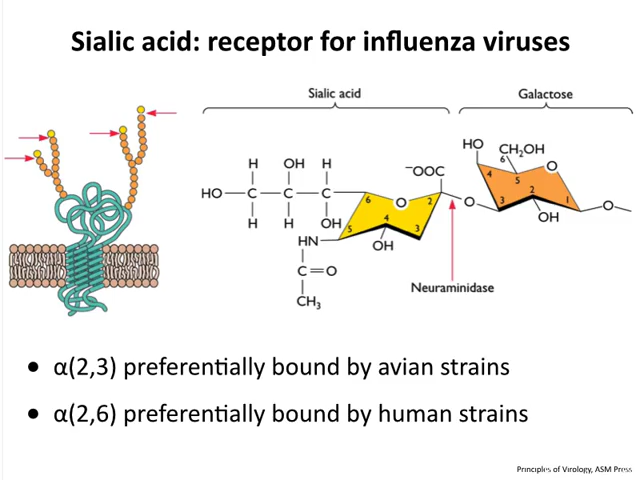 Sialic acid: receptor for influenza viruses
Sialic acid
Galactose
H OH H
HO C C C
H H OH
HN
C=O
CH3
6 O 2
5 4 3
OH
⁻OOC
O
HO CH2OH
6
4 5 O
3 2 1
OH
O
Neuraminidase
• α(2,3) preferentially bound by avian strains
• α(2,6) preferentially bound by human strains
Principles of Virology, ASM Press